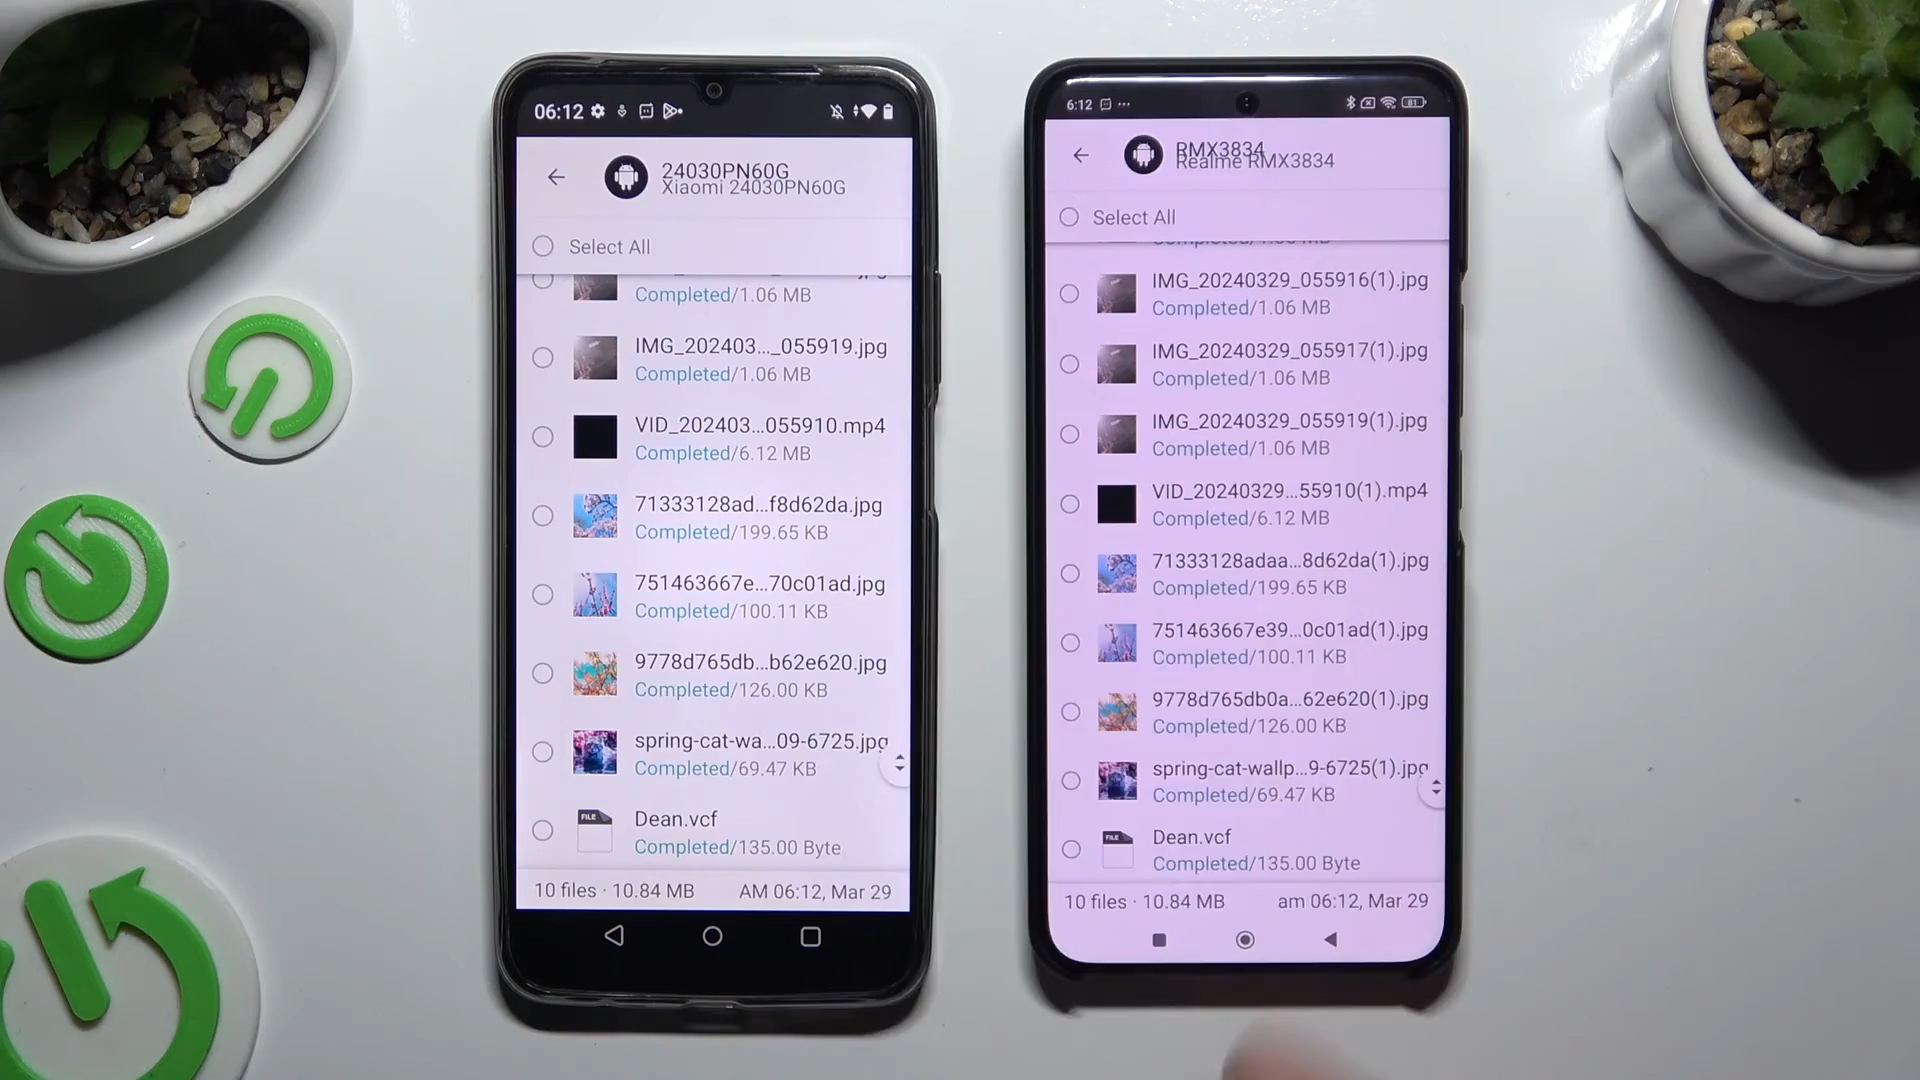 06:12
24030PN60G
Xiaomi 24030PN60G
Select All
Completed/1.06 MB
IMG_202403..._055919.jpg
Completed/1.06 MB
VID_202403...055910.mp4
Completed/6.12 MB
71333128ad...f8d62da.jpg
Completed/199.65 KB
751463667e...70c01ad.jpg
Completed/100.11 KB
9778d765db...b62e620.jpg
Completed/126.00 KB
spring-cat-wa...09-6725.jpg
Completed/69.47 KB
FILE
Dean.vcf
Completed/135.00 Byte
10 files · 10.84 MB
AM 06:12, Mar 29
6:12
81
RMX3834
Realme RMX3834
Select All
Completed/1.06 MB
IMG_20240329_055916(1).jpg
Completed/1.06 MB
IMG_20240329_055917(1).jpg
Completed/1.06 MB
IMG_20240329_055919(1).jpg
Completed/1.06 MB
VID_20240329...55910(1).mp4
Completed/6.12 MB
71333128adaa...8d62da(1).jpg
Completed/199.65 KB
751463667e39...0c01ad(1).jpg
Completed/100.11 KB
9778d765db0a...62e620(1).jpg
Completed/126.00 KB
spring-cat-wallp...9-6725(1).jpg
Completed/69.47 KB
FILE
Dean.vcf
Completed/135.00 Byte
10 files · 10.84 MB
am 06:12, Mar 29